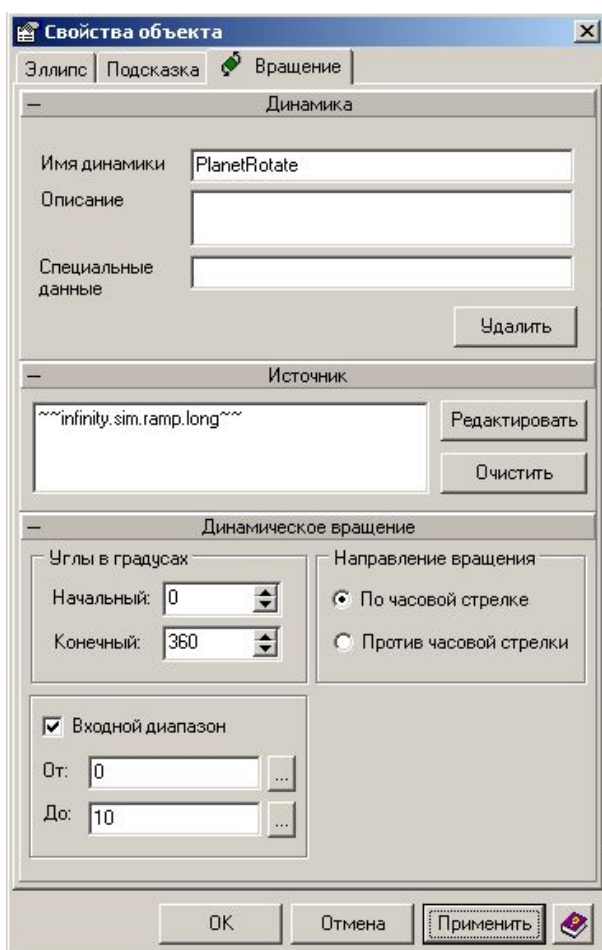 Свойства объекта
Эллипс Подсказка Вращение
Динамика
Имя динамики PlanetRotate
Описание
Специальные
данные
Удалить
Источник
~~infinity.sim.ramp.long~~ Редактировать
Очистить
Динамическое вращение
Углы в градусах Направление вращения
Начальный: 0 По часовой стрелке
Конечный: 360 Против часовой стрелки
Входной диапазон
От: 0 ...
До: 10 ...
OK Отмена Применить